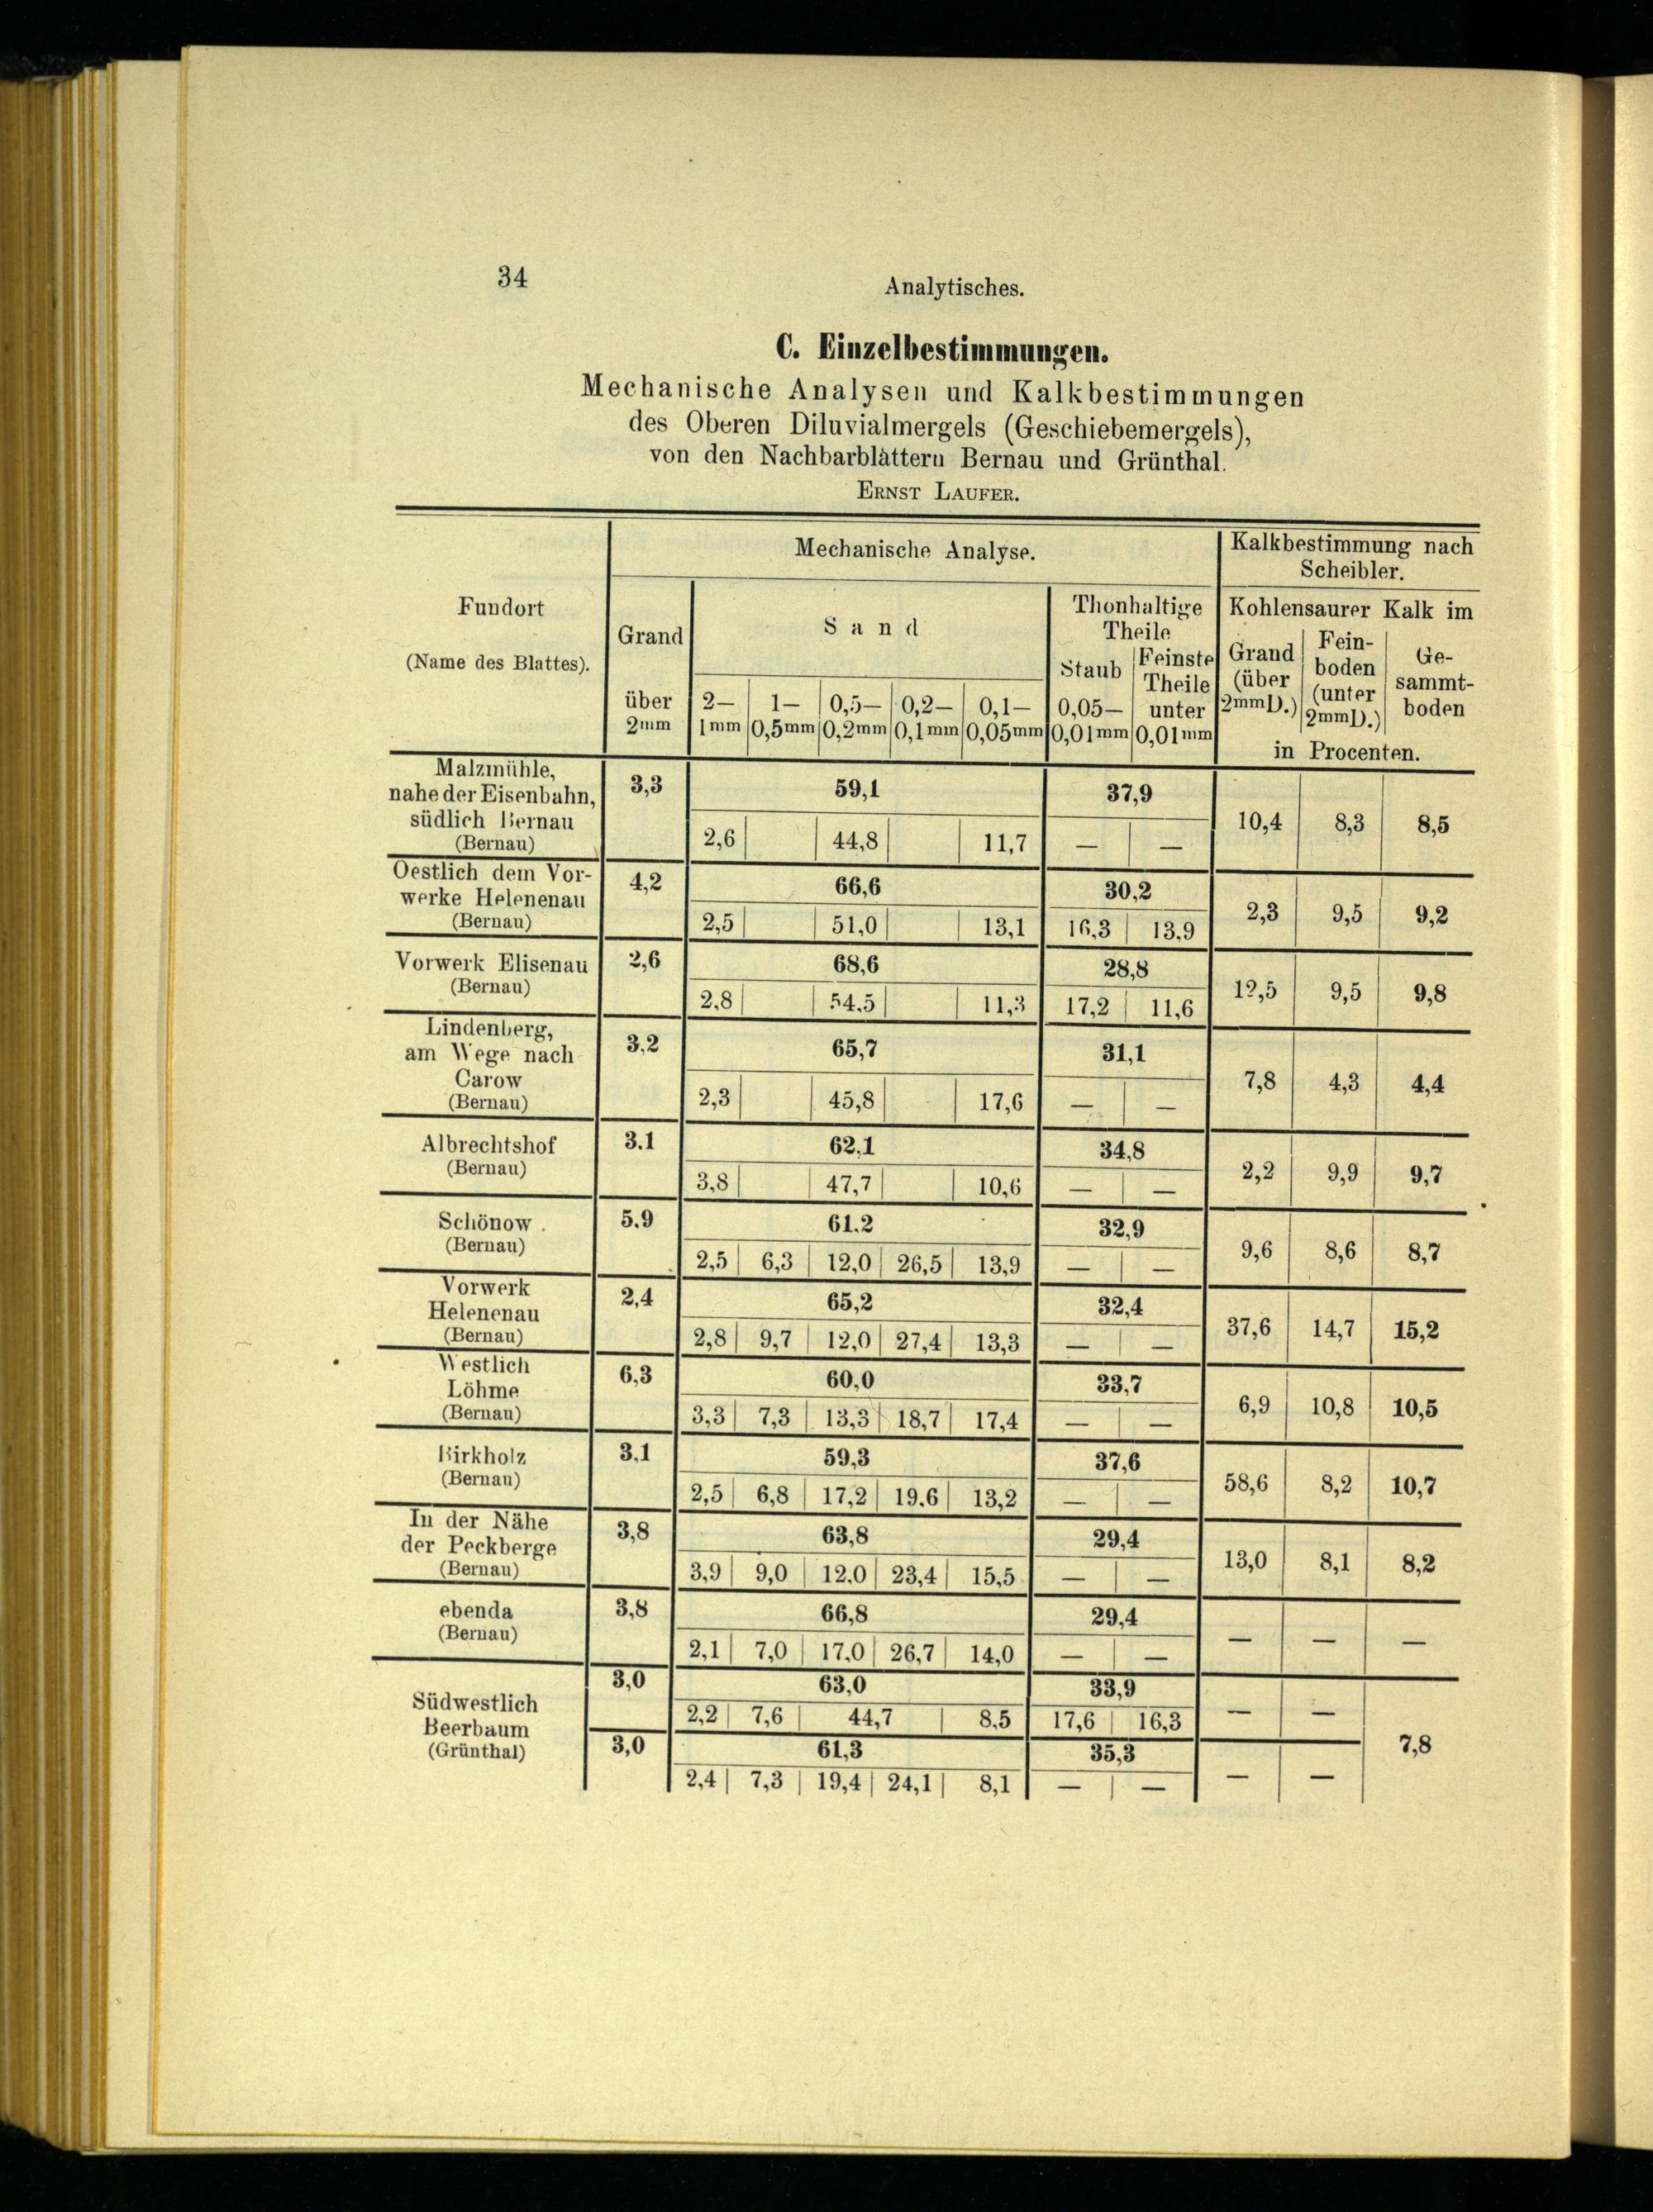 34
Analytisches.
C. Einzelbestimmungen.
Mechanische Analysen und Kalkbestimmungen
des Oberen Diluvialmergels (Geschiebemergels),
von den Nachbarblättern Bernau und Grünthal.
ERNST LAUFER.
Fundort
(Name des Blattes).
Mechanische Analyse.
Kalkbestimmung nach
Scheibler.
Grand
über
2mm
Sand
2— 1— 0,5— 0,2— 0,1—
1mm 0,5mm 0,2mm 0,1mm 0,05mm
Thonhaltige
Theile
Staub
0,05—
0,01mm
Feinste
Theile
unter
0,01mm
Kohlensaurer Kalk im
Grand
(über
2mmD.)
Fein-
boden
(unter
2mmD.)
Ge-
sammt-
boden
in Procenten.
Malzmühle,
nahe der Eisenbahn,
südlich Bernau
(Bernau)
3,3 59,1 37,9
2,6 44,8 11,7 — —
10,4 8,3 8,5
Oestlich dem Vor-
werke Helenenau
(Bernau)
4,2 66,6 30,2
2,5 51,0 13,1 16,3 13,9
2,3 9,5 9,2
Vorwerk Elisenau
(Bernau)
2,6 68,6 28,8
2,8 54,5 11,3 17,2 11,6
12,5 9,5 9,8
Lindenberg,
am Wege nach
Carow
(Bernau)
3,2 65,7 31,1
2,3 45,8 17,6 — —
7,8 4,3 4,4
Albrechtshof
(Bernau)
3.1 62,1 34,8
3,8 47,7 10,6 — —
2,2 9,9 9,7
Schönow
(Bernau)
5.9 61.2 32,9
2,5 6,3 12,0 26,5 13,9 — —
9,6 8,6 8,7
Vorwerk
Helenenau
(Bernau)
2,4 65,2 32,4
2,8 9,7 12,0 27,4 13,3 — —
37,6 14,7 15,2
Westlich
Löhme
(Bernau)
6,3 60,0 33,7
3,3 7,3 13,3 18,7 17,4 — —
6,9 10,8 10,5
Birkholz
(Bernau)
3,1 59,3 37,6
2,5 6,8 17,2 19,6 13,2 — —
58,6 8,2 10,7
In der Nähe
der Peckberge
(Bernau)
3,8 63,8 29,4
3,9 9,0 12,0 23,4 15,5 — —
13,0 8,1 8,2
ebenda
(Bernau)
3,8 66,8 29,4
2,1 7,0 17,0 26,7 14,0 — —
— — —
Südwestlich
Beerbaum
(Grünthal)
3,0 63,0 33,9
2,2 7,6 44,7 8,5 17,6 16,3
— —
3,0 61,3 35,3
2,4 7,3 19,4 24,1 8,1 — —
— —
7,8